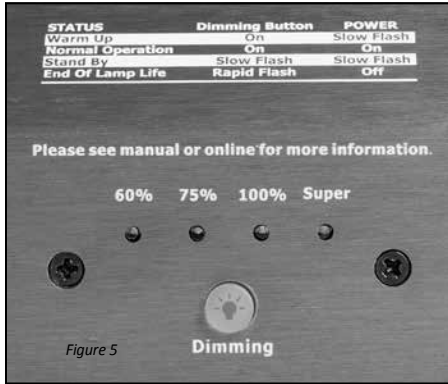 STATUS Dimming Button POWER
Warm Up On Slow Flash
Normal Operation On On
Stand By Slow Flash Slow Flash
End Of Lamp Life Rapid Flash Off
Please see manual or online for more information.
60% 75% 100% Super
Dimming
Figure 5